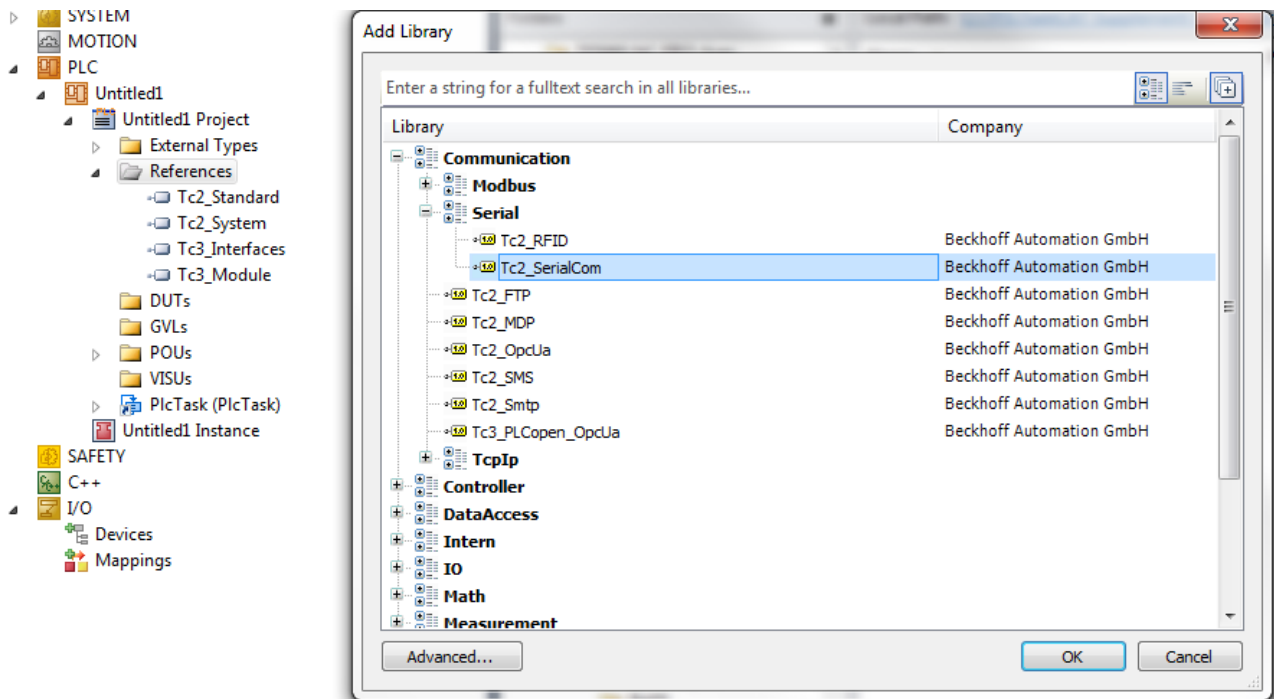 SYSTEM
MOTION
PLC
Untitled1
Untitled1 Project
External Types
References
Tc2_Standard
Tc2_System
Tc3_Interfaces
Tc3_Module
DUTs
GVLs
POUs
VISUs
PlcTask (PlcTask)
Untitled1 Instance
SAFETY
C++
I/O
Devices
Mappings
Add Library
Enter a string for a fulltext search in all libraries...
Library Company
Communication
Modbus
Serial
Tc2_RFID Beckhoff Automation GmbH
Tc2_SerialCom Beckhoff Automation GmbH
Tc2_FTP Beckhoff Automation GmbH
Tc2_MDP Beckhoff Automation GmbH
Tc2_OpcUa Beckhoff Automation GmbH
Tc2_SMS Beckhoff Automation GmbH
Tc2_Smtp Beckhoff Automation GmbH
Tc3_PLCopen_OpcUa Beckhoff Automation GmbH
TcpIp
Controller
DataAccess
Intern
IO
Math
Measurement
Advanced... OK Cancel